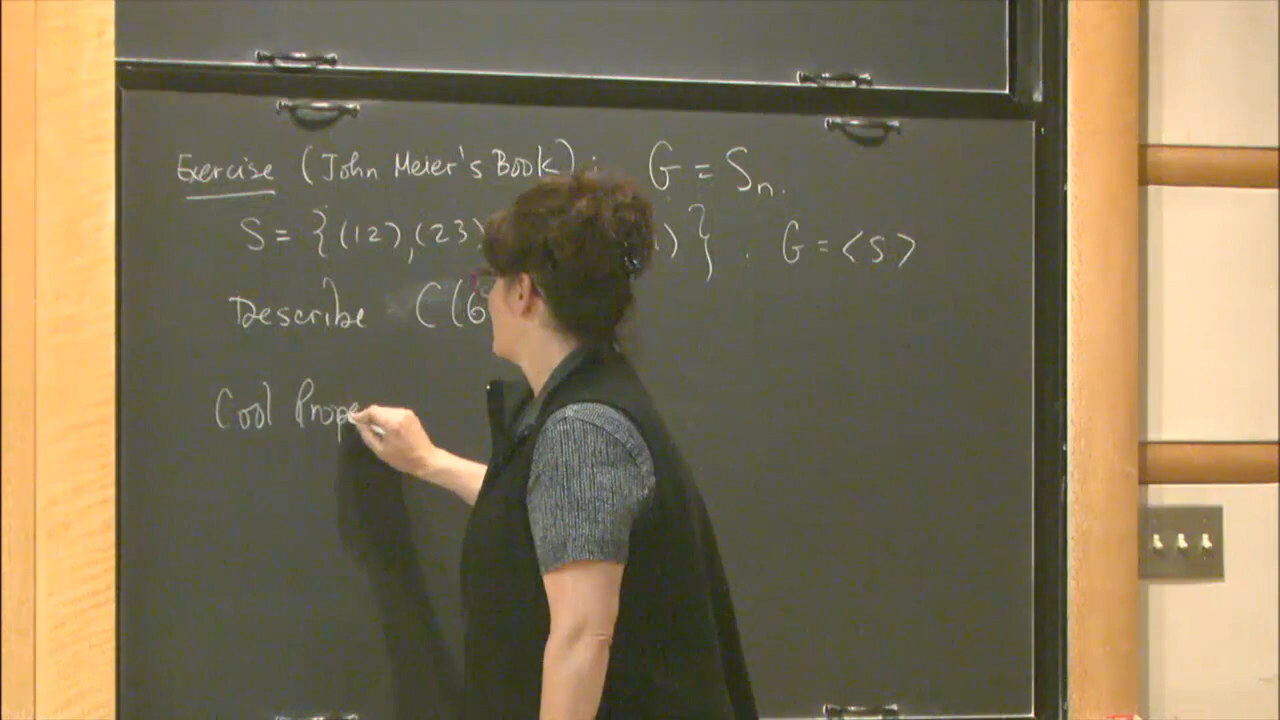 Exercise (John Meier's Book): G = Sn.
S = {(12),(23) )}. G = <S>
Describe C(G
Cool Prope